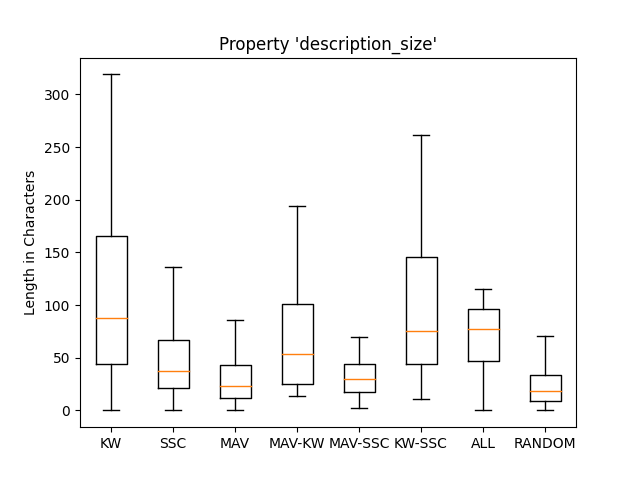 Property 'description_size'
Length in Characters
300
250
200
150
100
50
0
KW SSC MAV MAV-KW MAV-SSC KW-SSC ALL RANDOM